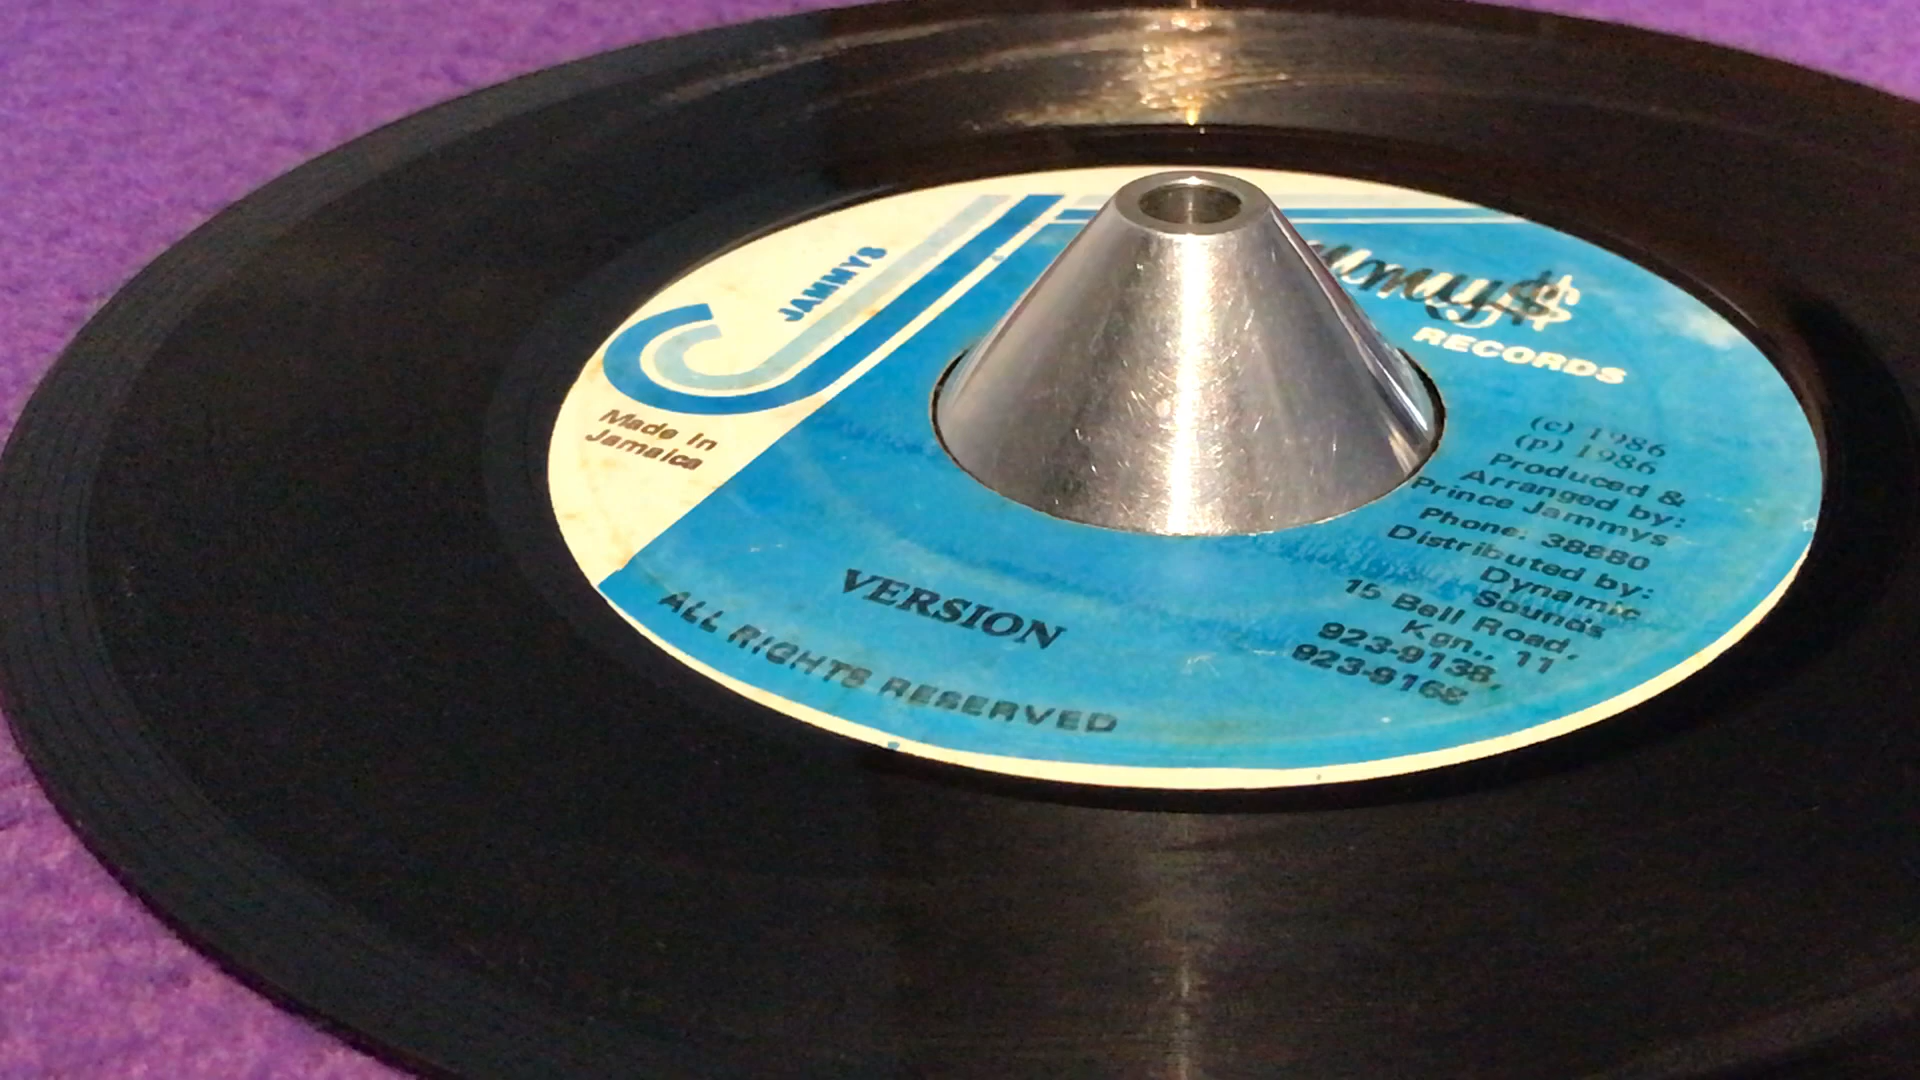 JAMMYS
Made In
Jamaica
RECORDS
(c) 1986
(p) 1986
Produced &
Arranged by:
Prince Jammys
Phone: 38880
Distributed by:
Dynamic
Sounds
15 Bell Road,
Kgn., 11
923-9138,
923-9168
VERSION
ALL RIGHTS RESERVED